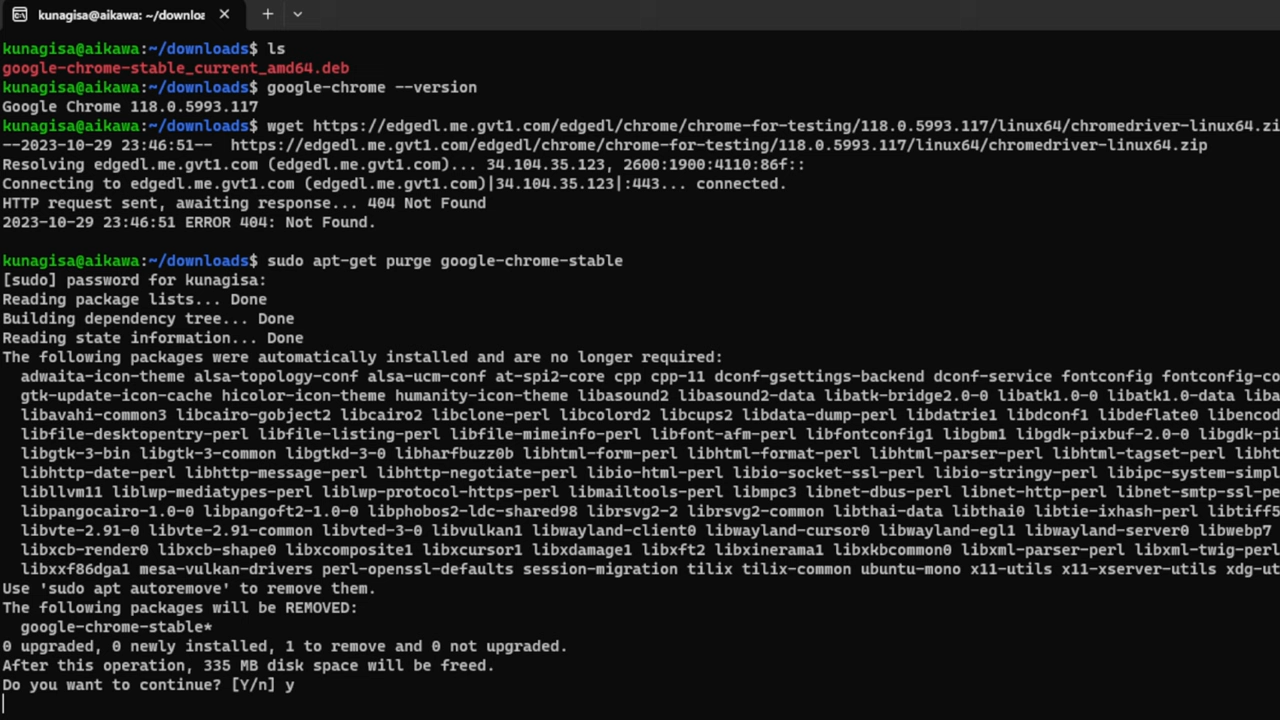 kunagisa@aikawa: ~/downloa
kunagisa@aikawa:~/downloads$ ls
google-chrome-stable_current_amd64.deb
kunagisa@aikawa:~/downloads$ google-chrome --version
Google Chrome 118.0.5993.117
kunagisa@aikawa:~/downloads$ wget https://edgedl.me.gvt1.com/edgedl/chrome/chrome-for-testing/118.0.5993.117/linux64/chromedriver-linux64.zi
--2023-10-29 23:46:51--  https://edgedl.me.gvt1.com/edgedl/chrome/chrome-for-testing/118.0.5993.117/linux64/chromedriver-linux64.zip
Resolving edgedl.me.gvt1.com (edgedl.me.gvt1.com)... 34.104.35.123, 2600:1900:4110:86f::
Connecting to edgedl.me.gvt1.com (edgedl.me.gvt1.com)|34.104.35.123|:443... connected.
HTTP request sent, awaiting response... 404 Not Found
2023-10-29 23:46:51 ERROR 404: Not Found.
kunagisa@aikawa:~/downloads$ sudo apt-get purge google-chrome-stable
[sudo] password for kunagisa:
Reading package lists... Done
Building dependency tree... Done
Reading state information... Done
The following packages were automatically installed and are no longer required:
adwaita-icon-theme alsa-topology-conf alsa-ucm-conf at-spi2-core cpp cpp-11 dconf-gsettings-backend dconf-service fontconfig fontconfig-co
gtk-update-icon-cache hicolor-icon-theme humanity-icon-theme libasound2 libasound2-data libatk-bridge2.0-0 libatk1.0-0 libatk1.0-data liba
libavahi-common3 libcairo-gobject2 libcairo2 libclone-perl libcolord2 libcups2 libdata-dump-perl libdatrie1 libdconf1 libdeflate0 libencod
libfile-desktopentry-perl libfile-listing-perl libfile-mimeinfo-perl libfont-afm-perl libfontconfig1 libgbm1 libgdk-pixbuf-2.0-0 libgdk-pi
libgtk-3-bin libgtk-3-common libgtkd-3-0 libharfbuzz0b libhtml-form-perl libhtml-format-perl libhtml-parser-perl libhtml-tagset-perl libht
libhttp-date-perl libhttp-message-perl libhttp-negotiate-perl libio-html-perl libio-socket-ssl-perl libio-stringy-perl libipc-system-simpl
libllvm11 liblwp-mediatypes-perl liblwp-protocol-https-perl libmailtools-perl libmpc3 libnet-dbus-perl libnet-http-perl libnet-smtp-ssl-pe
libpangocairo-1.0-0 libpangoft2-1.0-0 libphobos2-ldc-shared98 librsvg2-2 librsvg2-common libthai-data libthai0 libtie-ixhash-perl libtiff5
libvte-2.91-0 libvte-2.91-common libvted-3-0 libvulkan1 libwayland-client0 libwayland-cursor0 libwayland-egl1 libwayland-server0 libwebp7
libxcb-render0 libxcb-shape0 libxcomposite1 libxcursor1 libxdamage1 libxft2 libxinerama1 libxkbcommon0 libxml-parser-perl libxml-twig-perl
libxxf86dga1 mesa-vulkan-drivers perl-openssl-defaults session-migration tilix tilix-common ubuntu-mono x11-utils x11-xserver-utils xdg-ut
Use 'sudo apt autoremove' to remove them.
The following packages will be REMOVED:
google-chrome-stable*
0 upgraded, 0 newly installed, 1 to remove and 0 not upgraded.
After this operation, 335 MB disk space will be freed.
Do you want to continue? [Y/n] y